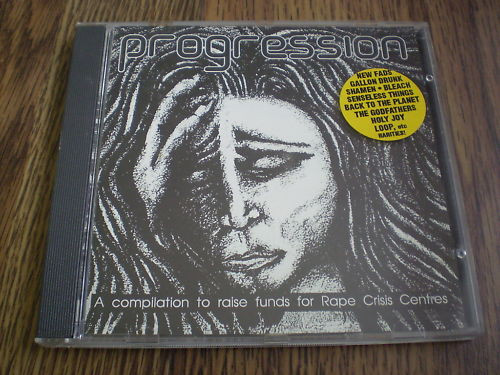 progression
NEW FADS
GALLON DRUNK
SHAMEN • BLEACH
SENSELESS THINGS
BACK TO THE PLANET
THE GODFATHERS
HOLY JOY
LOOP, etc
RARITIES!
A compilation to raise funds for Rape Crisis Centres